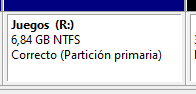 Juegos (R:)
6,84 GB NTFS
Correcto (Partición primaria)